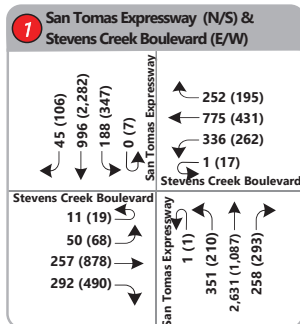 1
San Tomas Expressway (N/S) &
Stevens Creek Boulevard (E/W)
45 (106)
996 (2,282)
188 (347)
0 (7)
San Tomas Expressway
252 (195)
775 (431)
336 (262)
1 (17)
Stevens Creek Boulevard
Stevens Creek Boulevard
11 (19)
50 (68)
257 (878)
292 (490)
San Tomas Expressway
1 (1)
351 (210)
2,631 (1,087)
258 (293)